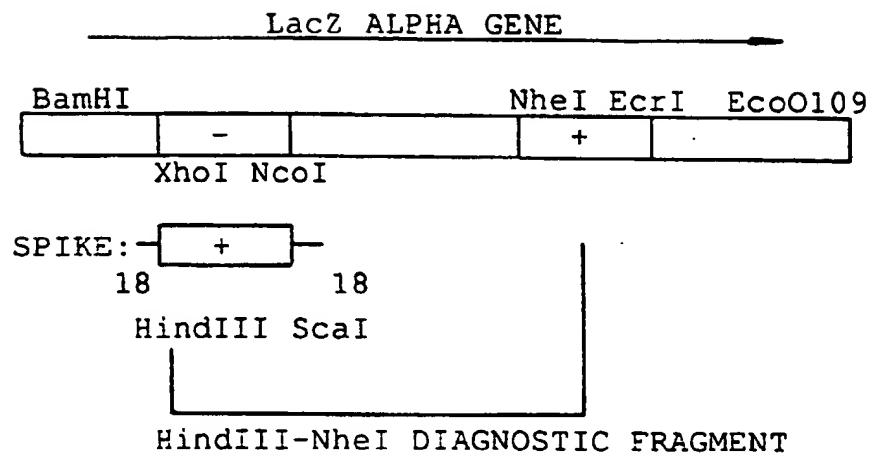 LacZ ALPHA GENE
BamHI NheI EcrI EcoO109
- +
XhoI NcoI
SPIKE: +
18 18
HindIII ScaI
HindIII-NheI DIAGNOSTIC FRAGMENT